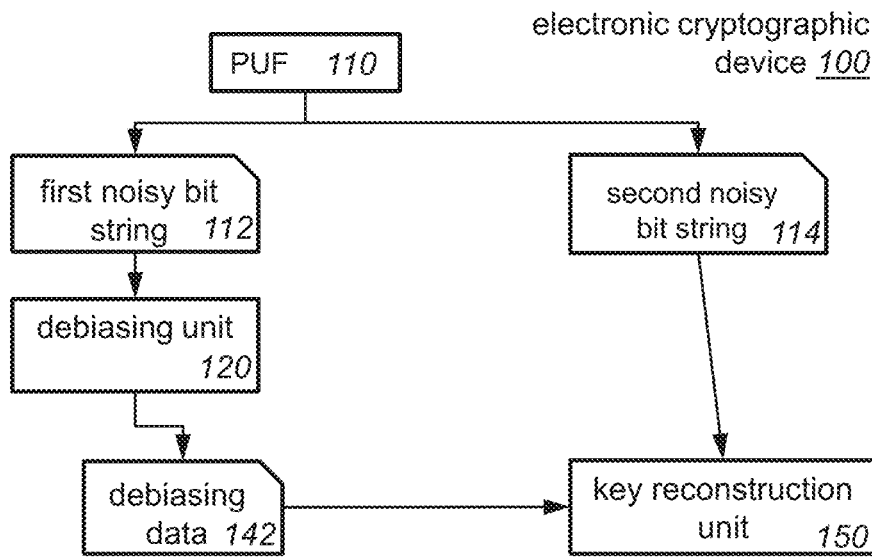 electronic cryptographic
device 100
PUF 110
first noisy bit
string 112
second noisy
bit string 114
debiasing unit
120
debiasing
data 142
key reconstruction
unit 150